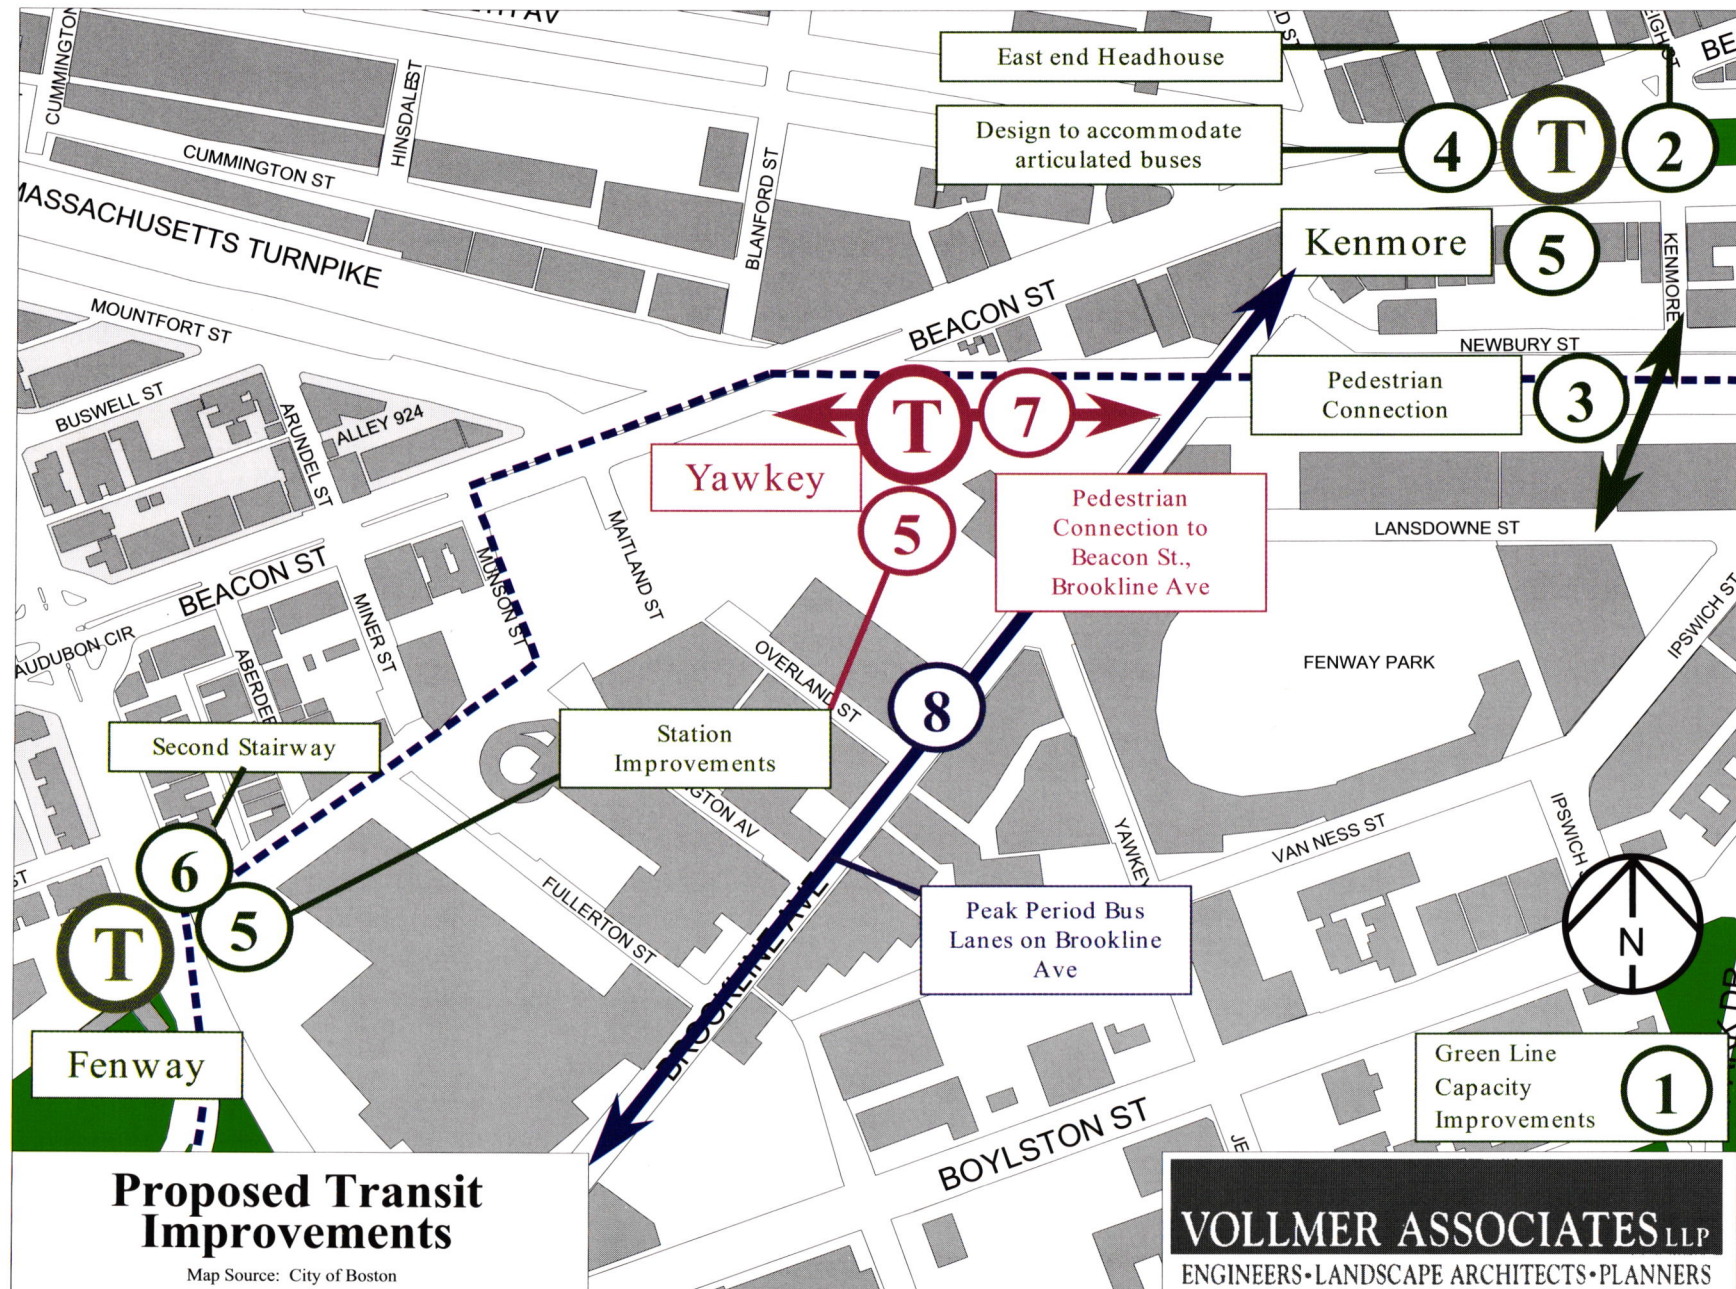 CUMMINGTON
HINSDALE ST
CUMMINGTON ST
MASSACHUSETTS TURNPIKE
BLANFORD ST
East end Headhouse
Design to accommodate
articulated buses
4
T
2
Kenmore
5
KENMORE
BEACON ST
NEWBURY ST
MOUNTFORT ST
BUSWELL ST
ARUNDEL ST
ALLEY 924
T
7
Yawkey
5
Pedestrian
Connection
3
Pedestrian
Connection to
Beacon St.,
Brookline Ave
LANSDOWNE ST
IPSWICH ST
FENWAY PARK
MAITLAND ST
MUNSON ST
BEACON ST
MINER ST
AUDUBON CIR
OVERLAND ST
8
Second Stairway
Station
Improvements
6
5
T
Fenway
FULLERTON ST
BROOKLINE AVE
YAWKEY
VAN NESS ST
IPSWICH
Peak Period Bus
Lanes on Brookline
Ave
N
Green Line
Capacity
Improvements
1
BOYLSTON ST
Proposed Transit
Improvements
Map Source: City of Boston
VOLLMER ASSOCIATES LLP
ENGINEERS•LANDSCAPE ARCHITECTS•PLANNERS